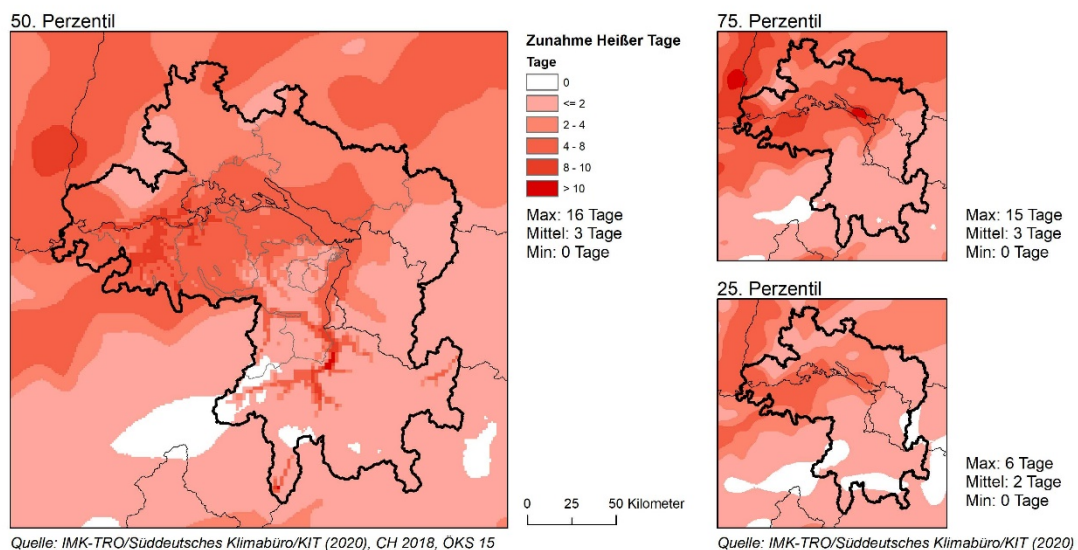 50. Perzentil
Zunahme Heißer Tage
Tage
0
<= 2
2 - 4
4 - 8
8 - 10
> 10
Max: 16 Tage
Mittel: 3 Tage
Min: 0 Tage
0 25 50 Kilometer
Quelle: IMK-TRO/Süddeutsches Klimabüro/KIT (2020), CH 2018, ÖKS 15
75. Perzentil
Max: 15 Tage
Mittel: 3 Tage
Min: 0 Tage
25. Perzentil
Max: 6 Tage
Mittel: 2 Tage
Min: 0 Tage
Quelle: IMK-TRO/Süddeutsches Klimabüro/KIT (2020)